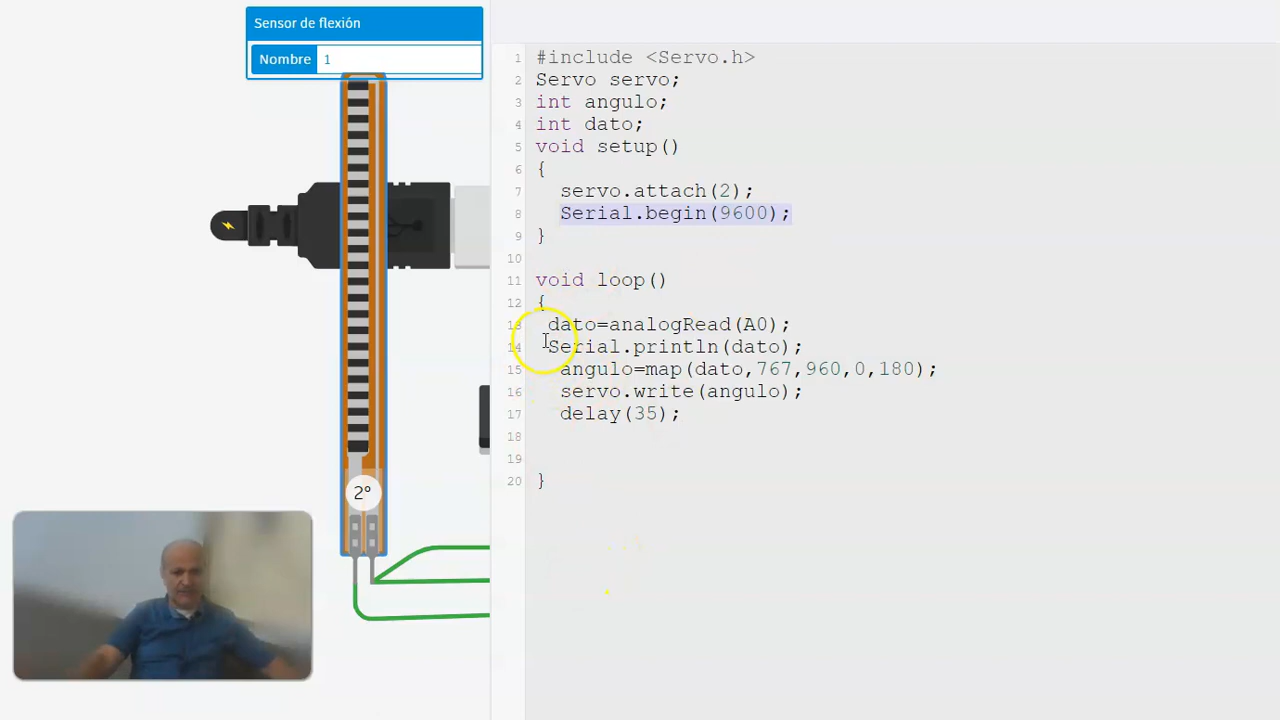 Sensor de flexión
Nombre 1
2°
1 #include <Servo.h>
2 Servo servo;
3 int angulo;
4 int dato;
5 void setup()
6 {
7 servo.attach(2);
8 Serial.begin(9600);
9 }
10
11 void loop()
12 {
13 dato=analogRead(A0);
14 Serial.println(dato);
15 angulo=map(dato,767,960,0,180);
16 servo.write(angulo);
17 delay(35);
18
19
20 }